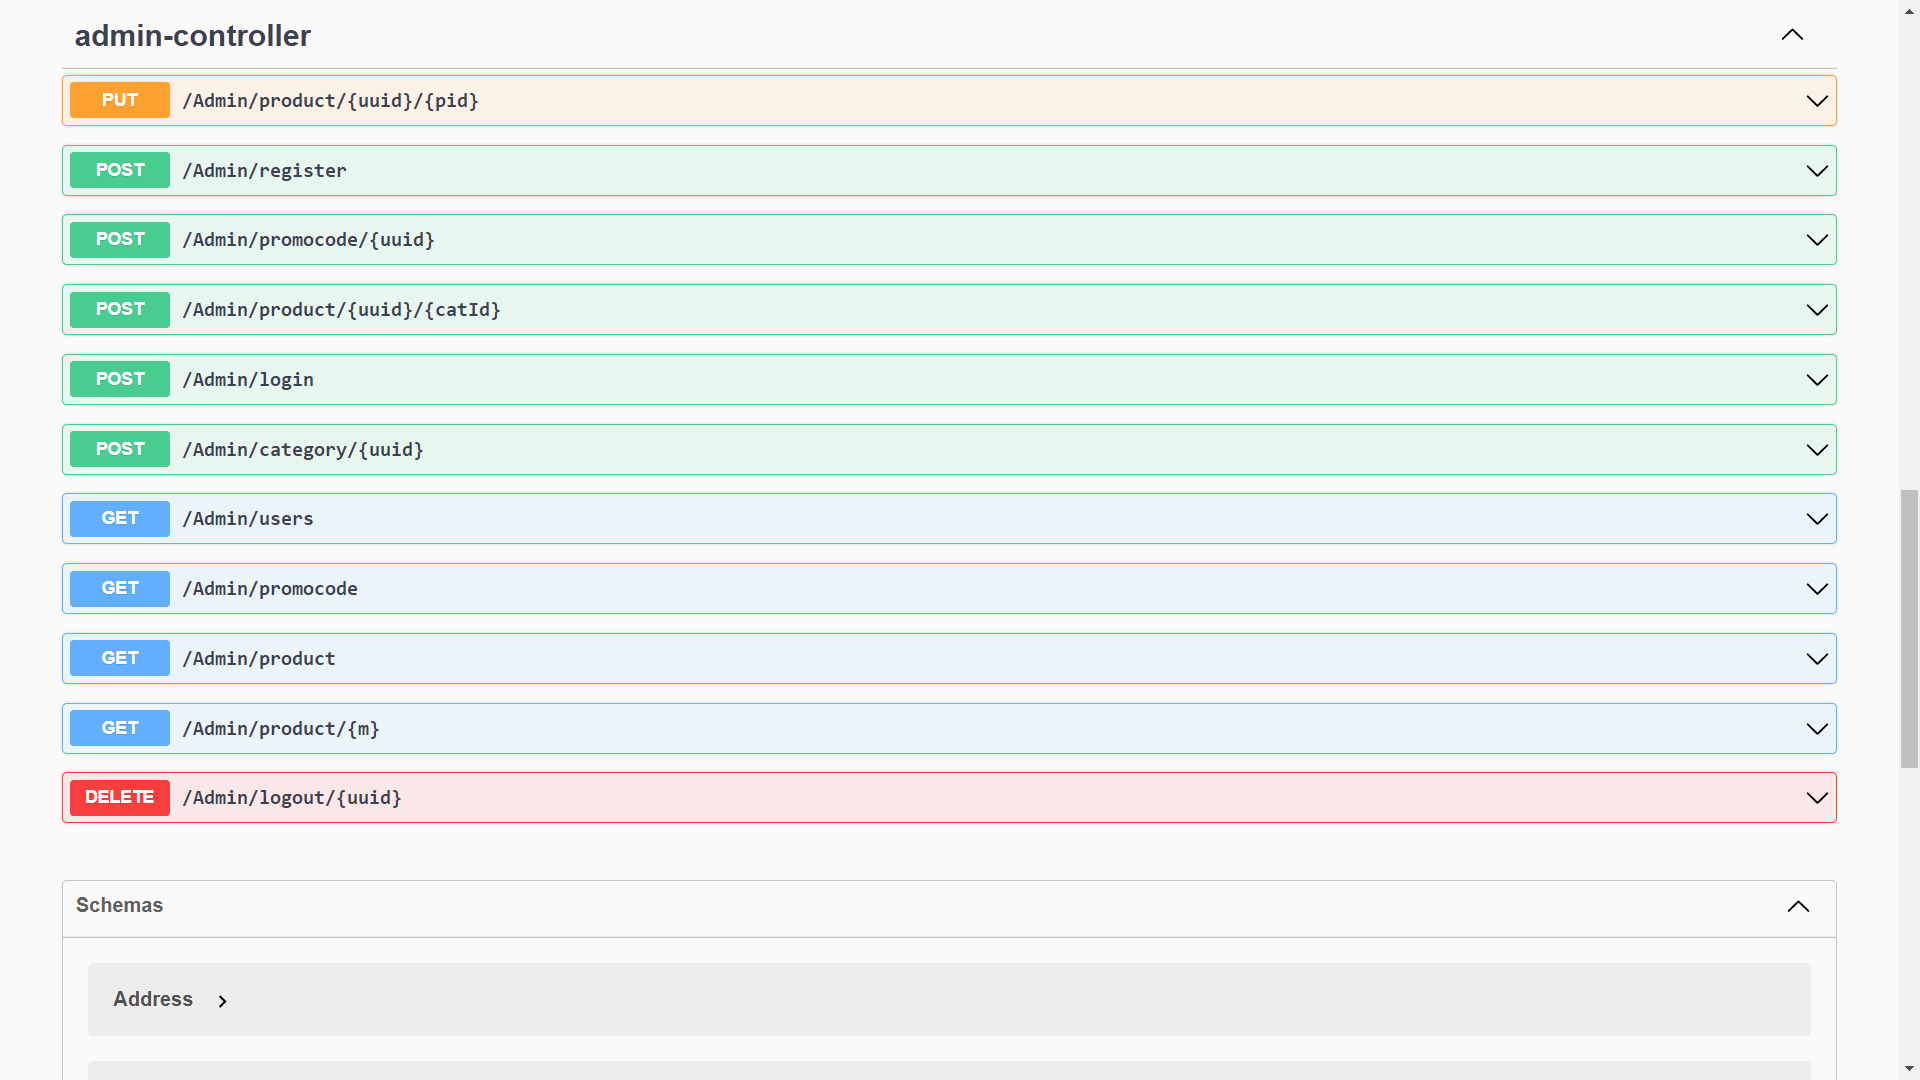 admin-controller
PUT /Admin/product/{uuid}/{pid}
POST /Admin/register
POST /Admin/promocode/{uuid}
POST /Admin/product/{uuid}/{catId}
POST /Admin/login
POST /Admin/category/{uuid}
GET /Admin/users
GET /Admin/promocode
GET /Admin/product
GET /Admin/product/{m}
DELETE /Admin/logout/{uuid}
Schemas
Address